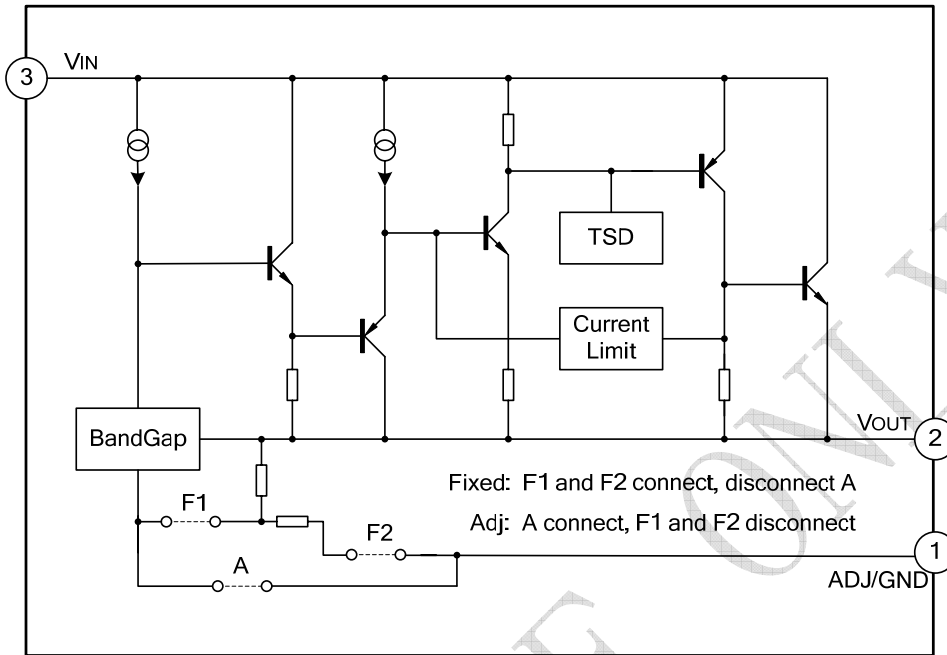 3
VIN
TSD
Current
Limit
BandGap
VOUT
2
Fixed: F1 and F2 connect, disconnect A
F1
Adj: A connect, F1 and F2 disconnect
F2
1
A
ADJ/GND
E ONLY